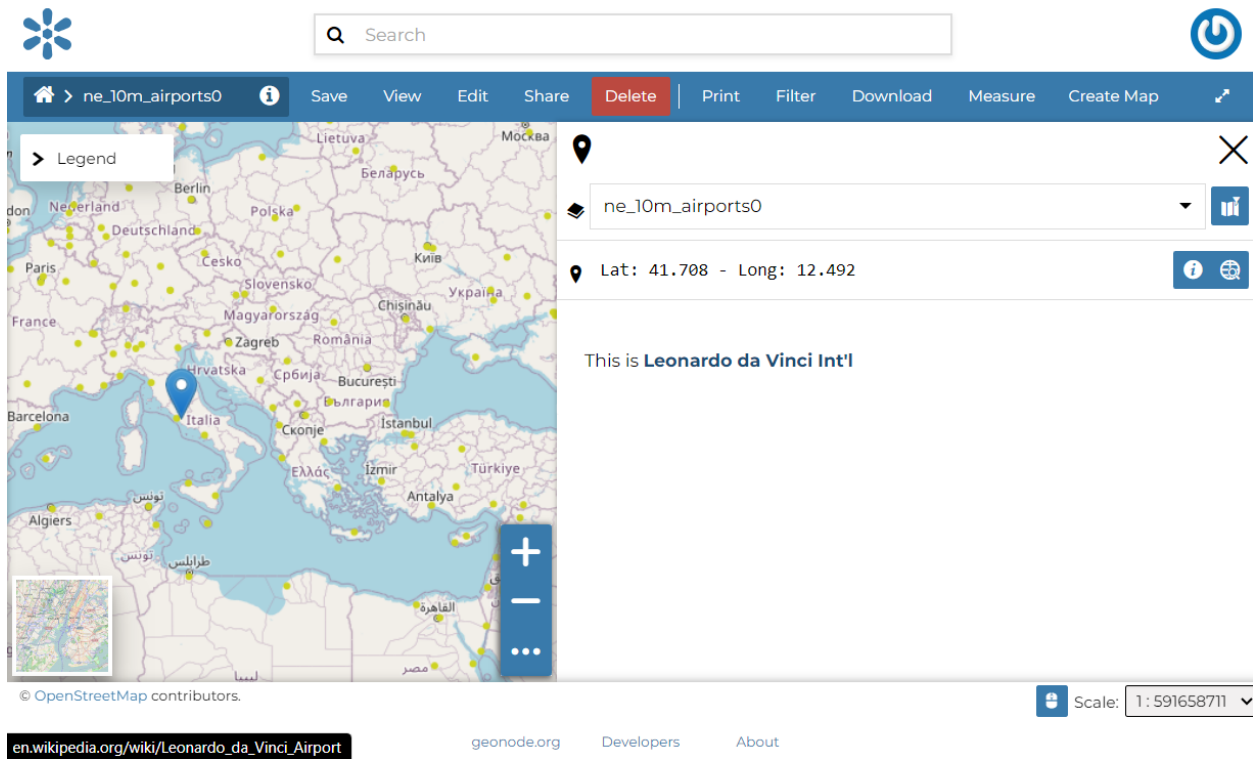 Search
ne_10m_airports0
Save View Edit Share Delete Print Filter Download Measure Create Map
Legend
Lietuva
Москва
Беларусь
Berlin
Nederland
Polska
Deutschland
Paris
Česko
Київ
Slovensko
Україна
Magyarország
Chișinău
France
Zagreb
România
Hrvatska
Србија
București
България
Barcelona
Italia
Скопје
İstanbul
Ελλάς
İzmir
Türkiye
Antalya
تونس
Algiers
تونس
طرابلس
القاهرة
ليبيا
مصر
ne_10m_airports0
Lat: 41.708 - Long: 12.492
This is Leonardo da Vinci Int'l
© OpenStreetMap contributors.
Scale: 1 : 591658711
en.wikipedia.org/wiki/Leonardo_da_Vinci_Airport
geonode.org Developers About